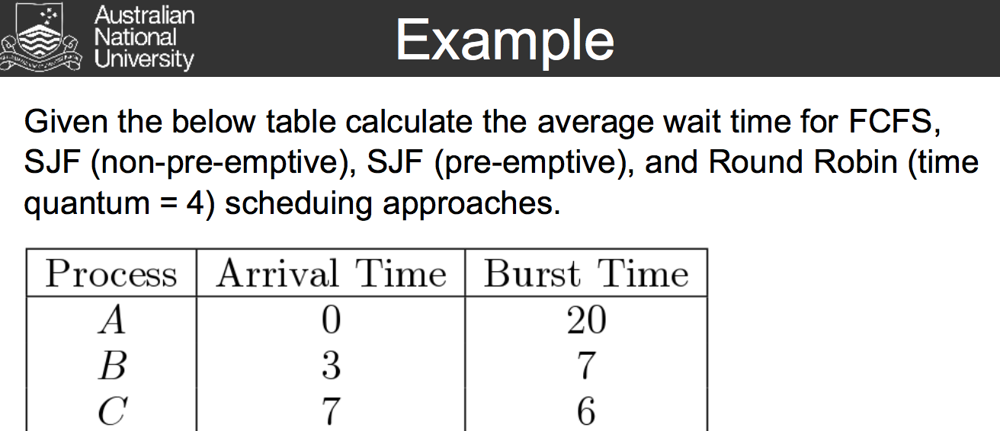 Australian
National
University
Example
Given the below table calculate the average wait time for FCFS,
SJF (non-pre-emptive), SJF (pre-emptive), and Round Robin (time
quantum = 4) scheduing approaches.
Process Arrival Time Burst Time
A 0 20
B 3 7
C 7 6